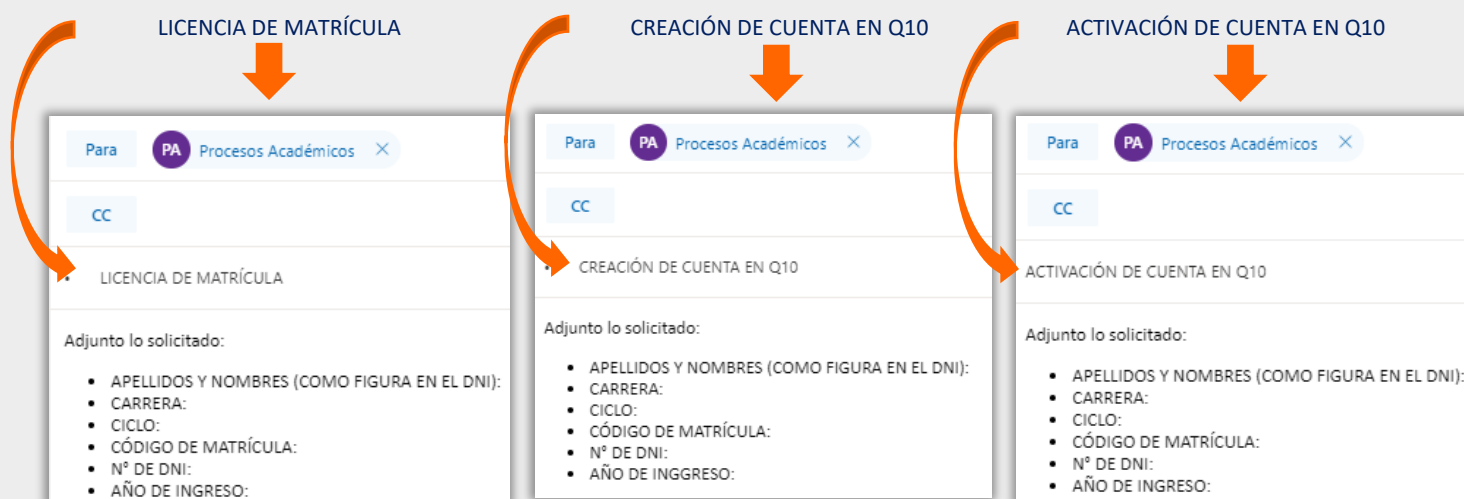 LICENCIA DE MATRÍCULA
Para PA Procesos Académicos ×
CC
• LICENCIA DE MATRÍCULA
Adjunto lo solicitado:
• APELLIDOS Y NOMBRES (COMO FIGURA EN EL DNI):
• CARRERA:
• CICLO:
• CÓDIGO DE MATRÍCULA:
• N° DE DNI:
• AÑO DE INGRESO:
CREACIÓN DE CUENTA EN Q10
Para PA Procesos Académicos ×
CC
• CREACIÓN DE CUENTA EN Q10
Adjunto lo solicitado:
• APELLIDOS Y NOMBRES (COMO FIGURA EN EL DNI):
• CARRERA:
• CICLO:
• CÓDIGO DE MATRÍCULA:
• N° DE DNI:
• AÑO DE INGGRESO:
ACTIVACIÓN DE CUENTA EN Q10
Para PA Procesos Académicos ×
CC
ACTIVACIÓN DE CUENTA EN Q10
Adjunto lo solicitado:
• APELLIDOS Y NOMBRES (COMO FIGURA EN EL DNI):
• CARRERA:
• CICLO:
• CÓDIGO DE MATRÍCULA:
• N° DE DNI:
• AÑO DE INGRESO: